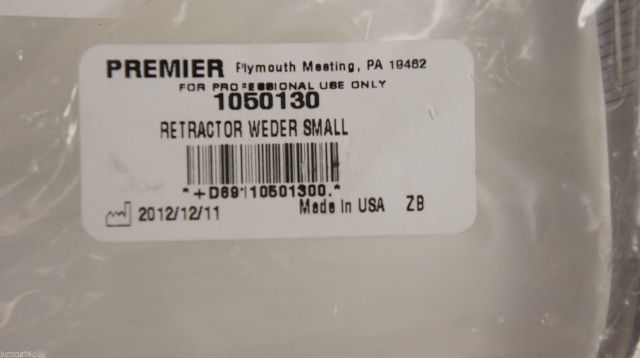 PREMIER Plymouth Meeting, PA 19462
FOR PROFESSIONAL USE ONLY
1050130
RETRACTOR WEDER SMALL
*+D69110501300.*
2012/12/11 Made In USA ZB